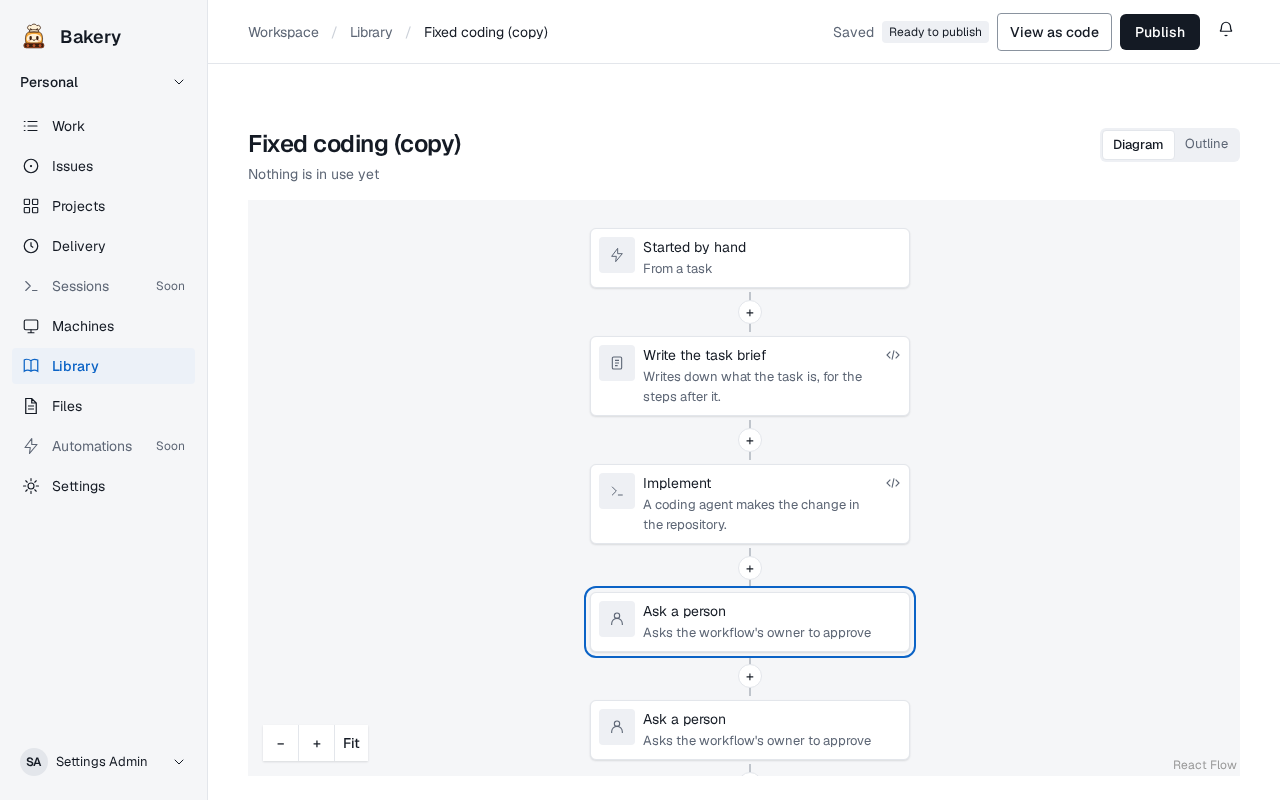 Bakery
Workspace / Library / Fixed coding (copy)
Saved
Ready to publish
View as code
Publish
Personal
Work
Issues
Projects
Delivery
Sessions Soon
Machines
Library
Files
Automations Soon
Settings
SA Settings Admin
Fixed coding (copy)
Nothing is in use yet
Diagram
Outline
Started by hand
From a task
+
Write the task brief
Writes down what the task is, for the
steps after it.
+
Implement
A coding agent makes the change in
the repository.
+
Ask a person
Asks the workflow's owner to approve
+
Ask a person
Asks the workflow's owner to approve
− + Fit
React Flow